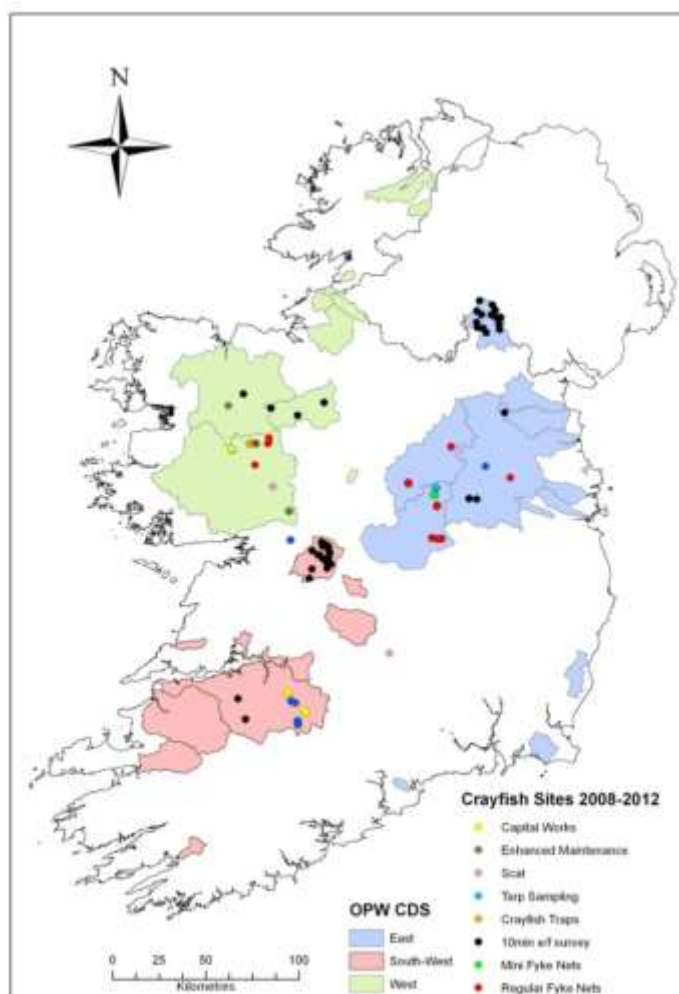 N
Crayfish Sites 2008-2012
Capital Works
Enhanced Maintenance
Scat
Tarp Sampling
Crayfish Traps
10min e/f survey
Mini Fyke Nets
Regular Fyke Nets
OPW CDS
East
South-West
West
0 25 50 100
Kilometres